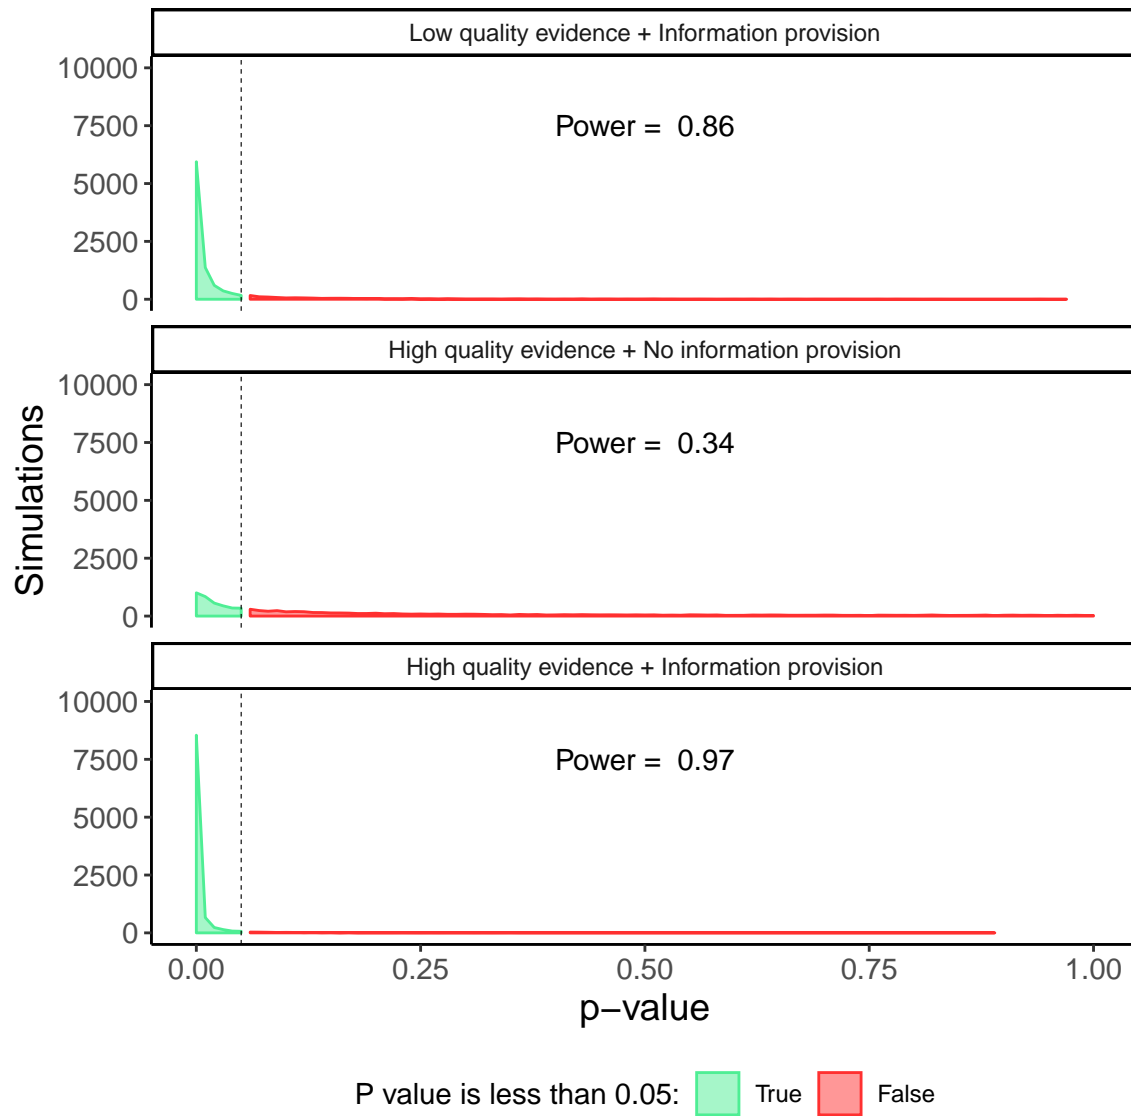 Low quality evidence + Information provision
10000
7500
5000
2500
0
Power = 0.86
High quality evidence + No information provision
10000
7500
5000
2500
0
Power = 0.34
Simulations
High quality evidence + Information provision
10000
7500
5000
2500
0
Power = 0.97
0.00 0.25 0.50 0.75 1.00
p−value
P value is less than 0.05: True False